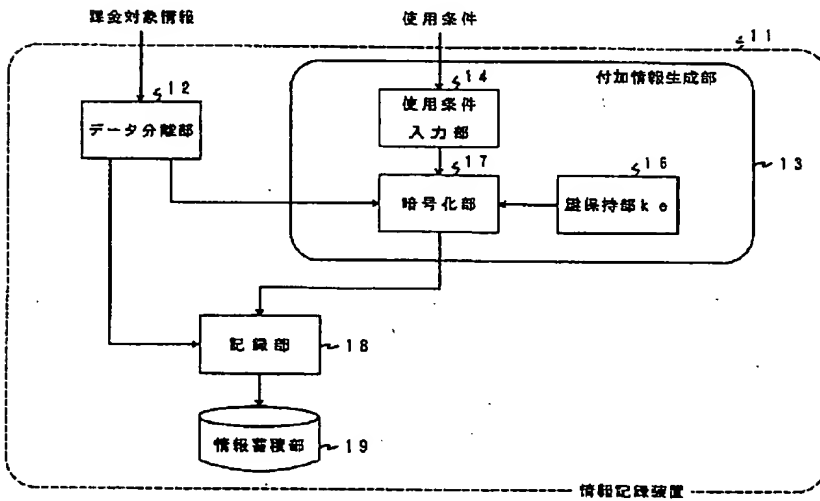 課金対象情報
使用条件
11
付加情報生成部
12
データ分離部
14
使用条件
入力部
17
暗号化部
16
鍵保持部ke
13
記録部
18
情報蓄積部
19
情報記録装置